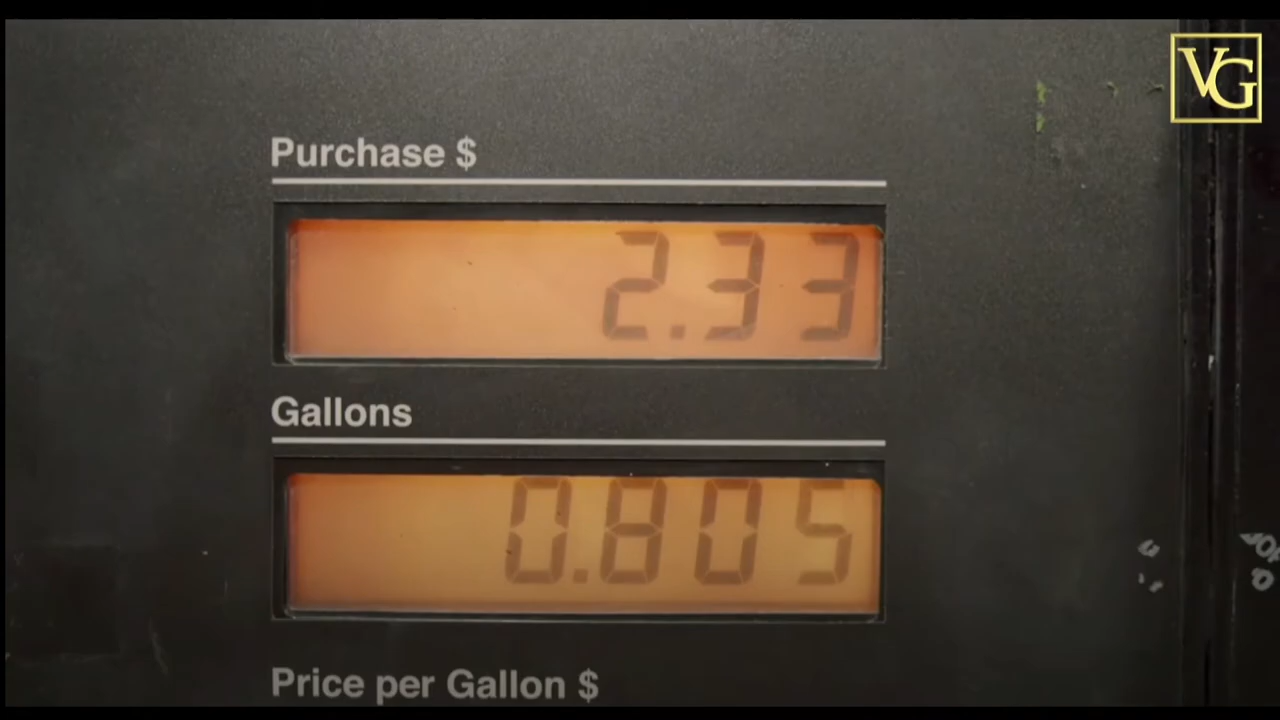 VG
Purchase $
2.33
Gallons
0.805
Price per Gallon $